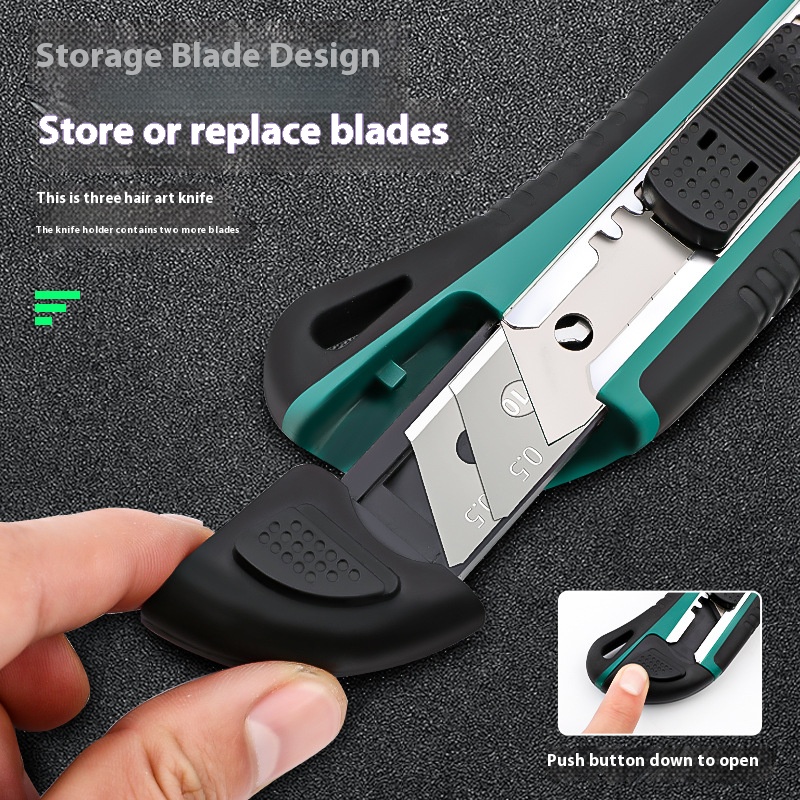 Storage Blade Design
Store or replace blades
This is three hair art knife
The knife holder contains two more blades
10
0.5
0.5
Push button down to open